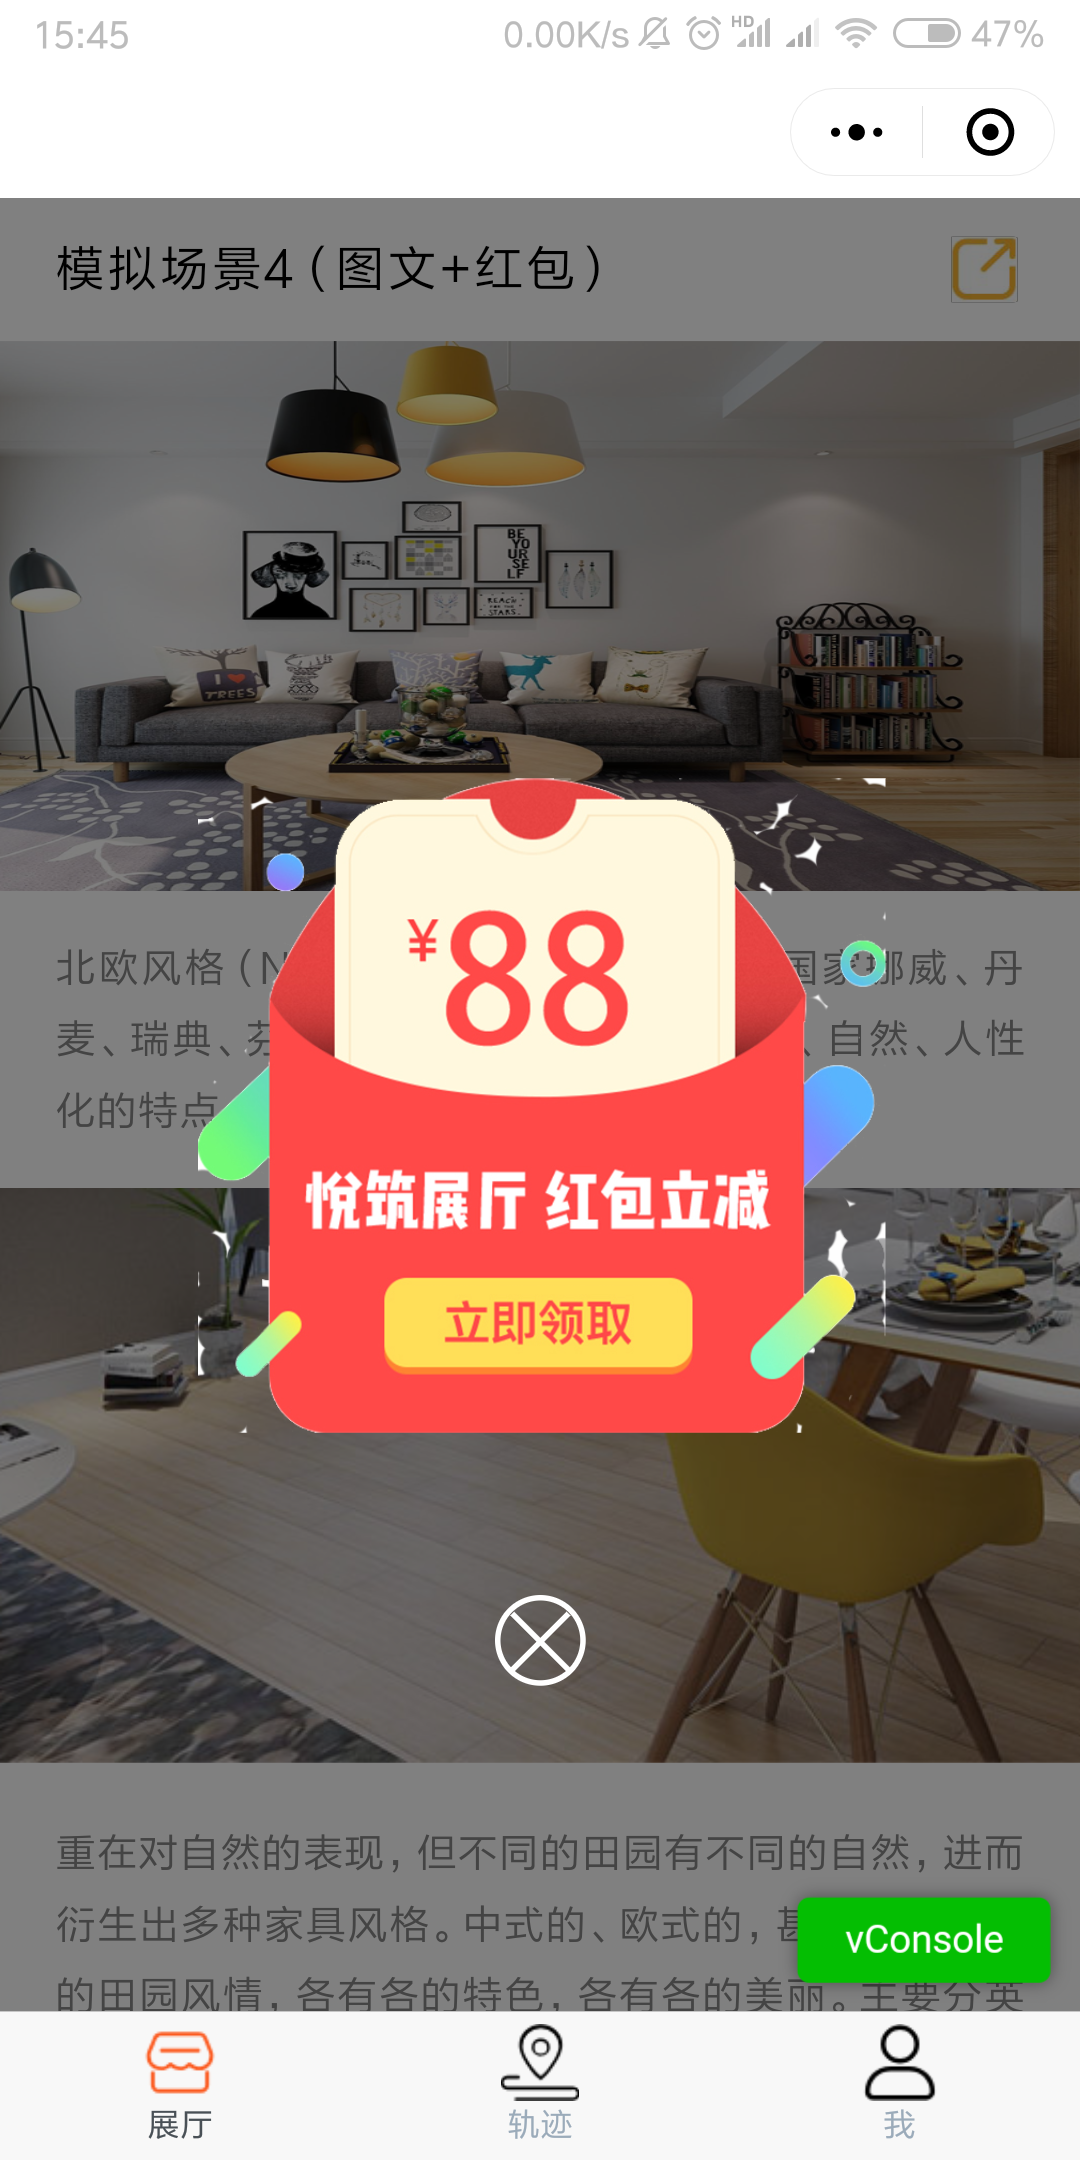 15:45
0.00K/s
HD
47%
模拟场景4（图文+红包）
BE
YO
UR
SE
LF
REACH
FOR THE
STARS.
I
TREES
¥88
北欧风格（N 国家挪威、丹
麦、瑞典、芬 、自然、人性
化的特点
悦筑展厅 红包立减
立即领取
重在对自然的表现，但不同的田园有不同的自然，进而
衍生出多种家具风格。中式的、欧式的，甚
vConsole
的田园风情，各有各的特色，各有各的美丽。主要分英
展厅
轨迹
我